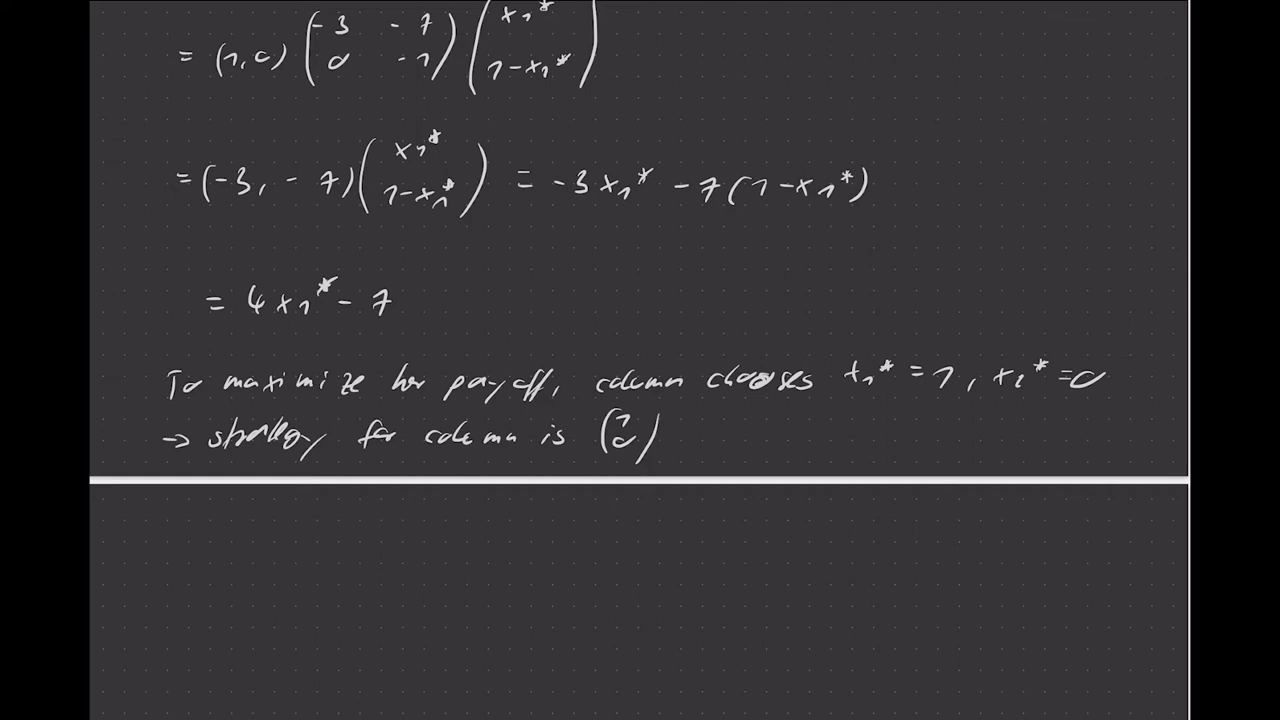 = (1, 0) ( -3 -7 ; 0 -1 ) ( x₁* ; 1-x₁* )
= (-3, -7) ( x₁* ; 1-x₁* ) = -3x₁* - 7(1-x₁*)
= 4x₁* - 7
To maximize her payoff, column chooses x₁* = 1, x₂* = 0
→ strategy for column is ( 1 ; 0 )